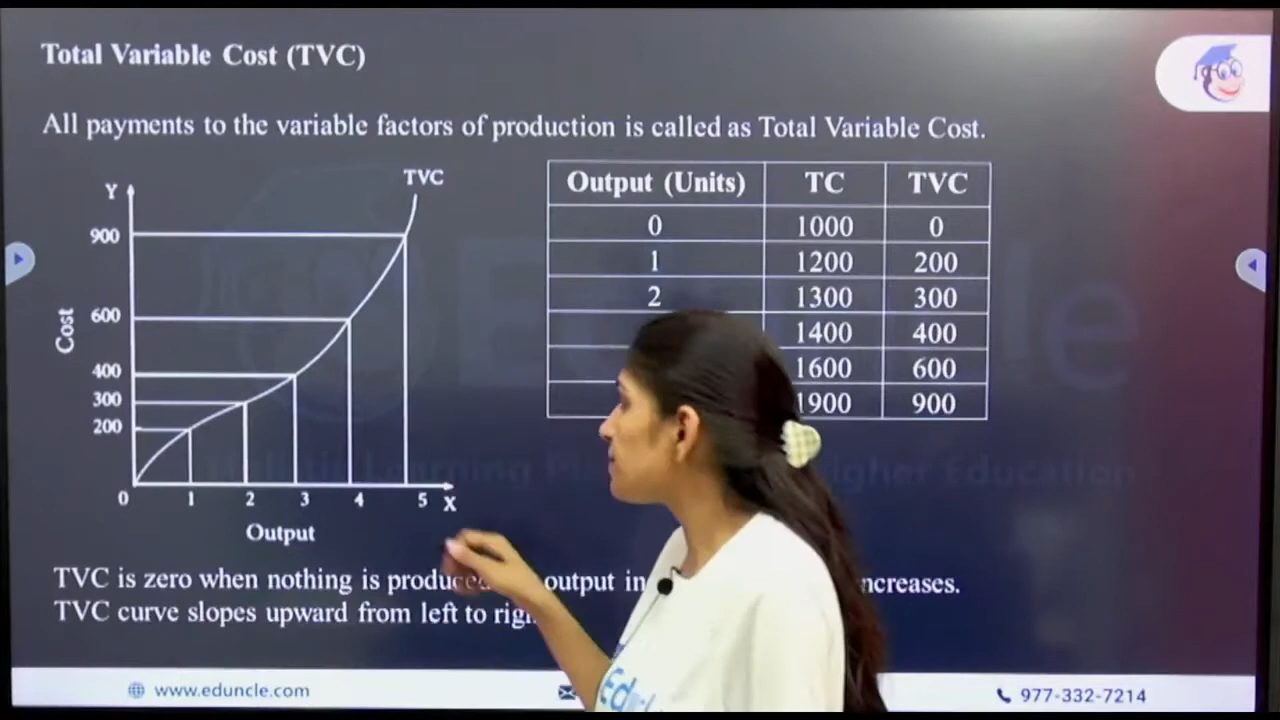 Total Variable Cost (TVC)
All payments to the variable factors of production is called as Total Variable Cost.
Y TVC
900
600
Cost
400
300
200
0 1 2 3 4 5 X
Output
Output (Units) TC TVC
0 1000 0
1 1200 200
2 1300 300
1400 400
1600 600
1900 900
TVC is zero when nothing is output
TVC curve slopes upward from left to
www.eduncle.com
977-332-7214